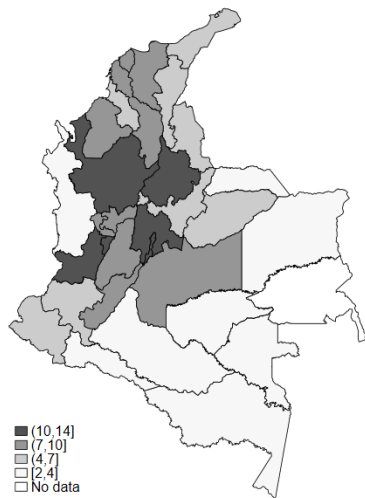 (10,14]
(7,10]
(4,7]
[2,4]
No data